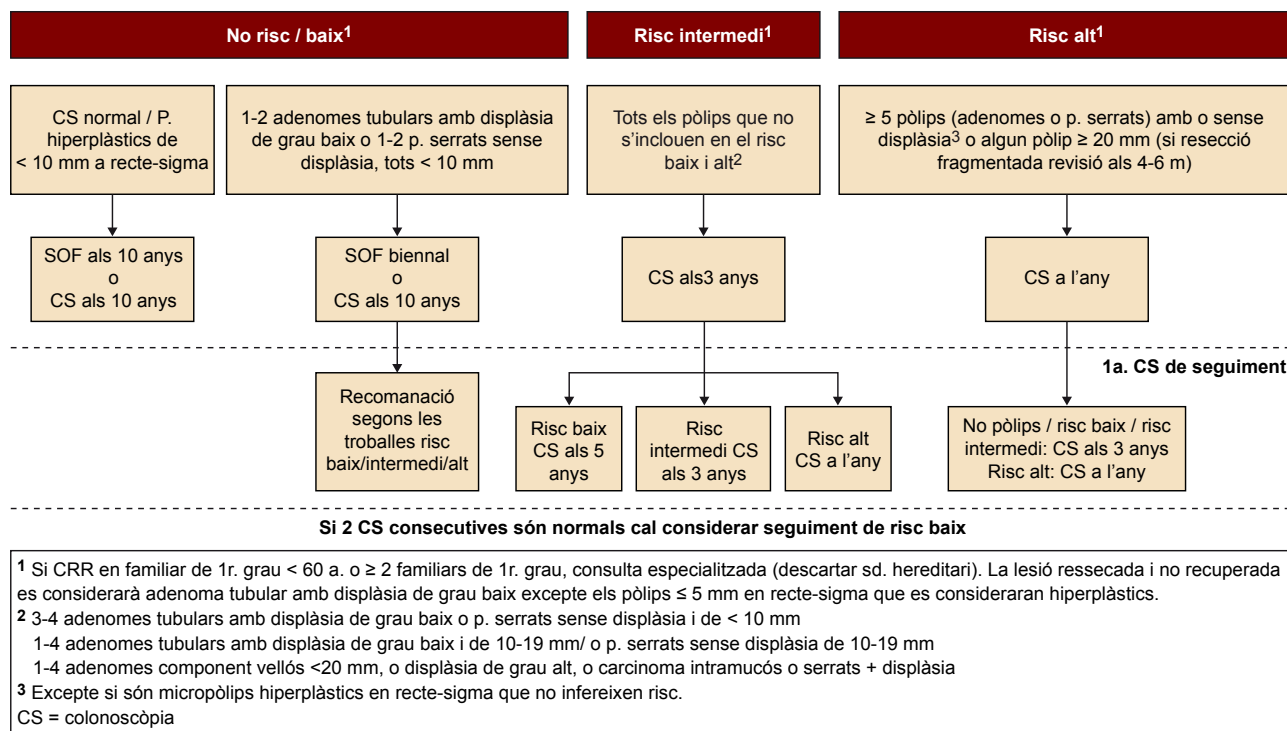 No risc / baix1
Risc intermedi1
Risc alt1
CS normal / P.
hiperplàstics de
< 10 mm a recte-sigma
1-2 adenomes tubulars amb displàsia
de grau baix o 1-2 p. serrats sense
displàsia, tots < 10 mm
Tots els pòlips que no
s’inclouen en el risc
baix i alt2
≥ 5 pòlips (adenomes o p. serrats) amb o sense
displàsia3 o algun pòlip ≥ 20 mm (si resecció
fragmentada revisió als 4-6 m)
SOF als 10 anys
o
CS als 10 anys
SOF biennal
o
CS als 10 anys
CS als3 anys
CS a l’any
1a. CS de seguiment
Recomanació
segons les
troballes risc
baix/intermedi/alt
Risc baix
CS als 5
anys
Risc
intermedi CS
als 3 anys
Risc alt
CS a l’any
No pòlips / risc baix / risc
intermedi: CS als 3 anys
Risc alt: CS a l’any
Si 2 CS consecutives són normals cal considerar seguiment de risc baix
1 Si CRR en familiar de 1r. grau < 60 a. o ≥ 2 familiars de 1r. grau, consulta especialitzada (descartar sd. hereditari). La lesió ressecada i no recuperada
es considerarà adenoma tubular amb displàsia de grau baix excepte els pòlips ≤ 5 mm en recte-sigma que es consideraran hiperplàstics.
2 3-4 adenomes tubulars amb displàsia de grau baix o p. serrats sense displàsia i de < 10 mm
1-4 adenomes tubulars amb displàsia de grau baix i de 10-19 mm/ o p. serrats sense displàsia de 10-19 mm
1-4 adenomes component vellós <20 mm, o displàsia de grau alt, o carcinoma intramucós o serrats + displàsia
3 Excepte si són micropòlips hiperplàstics en recte-sigma que no infereixen risc.
CS = colonoscòpia